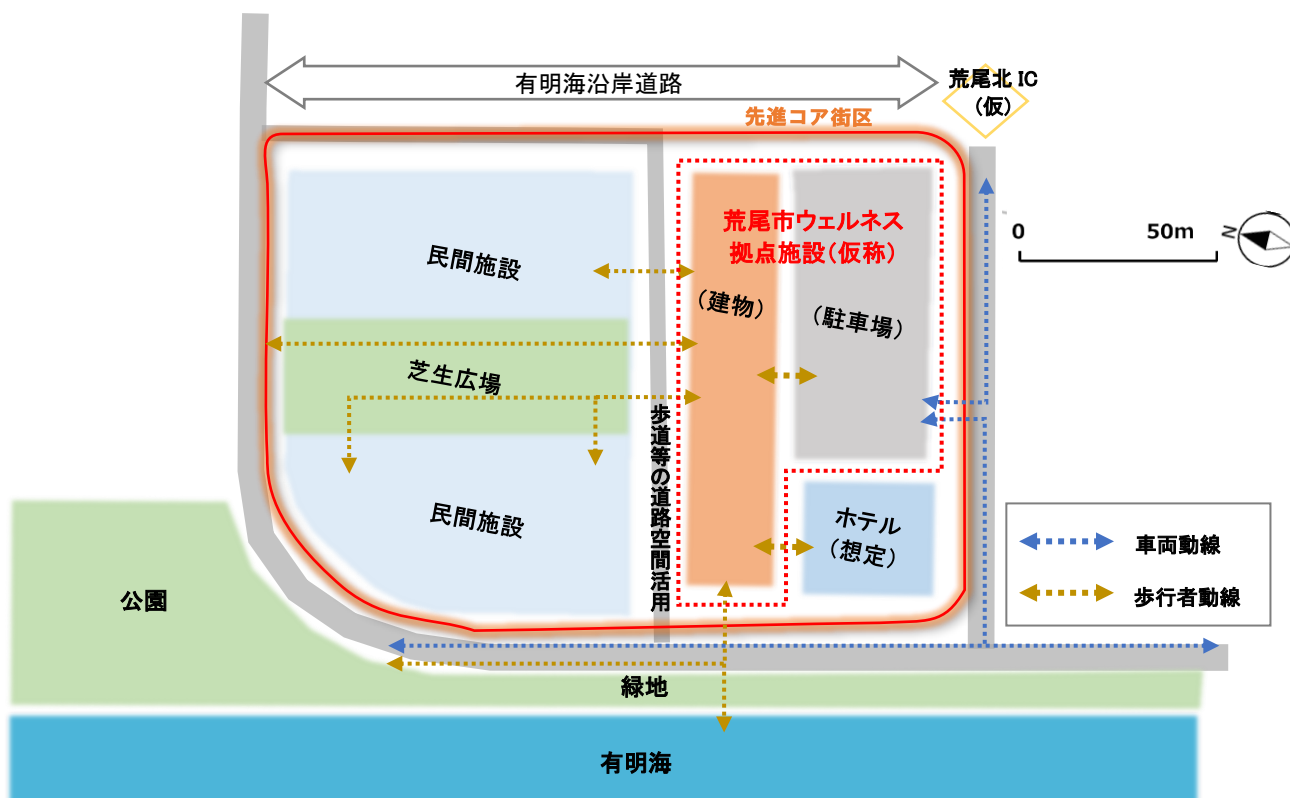 有明海沿岸道路
荒尾北 IC
（仮）
先進コア街区
荒尾市ウェルネス
拠点施設（仮称）
民間施設
（建物）
（駐車場）
0 50m
N
芝生広場
歩道等の道路空間活用
民間施設
ホテル
（想定）
車両動線
歩行者動線
公園
緑地
有明海